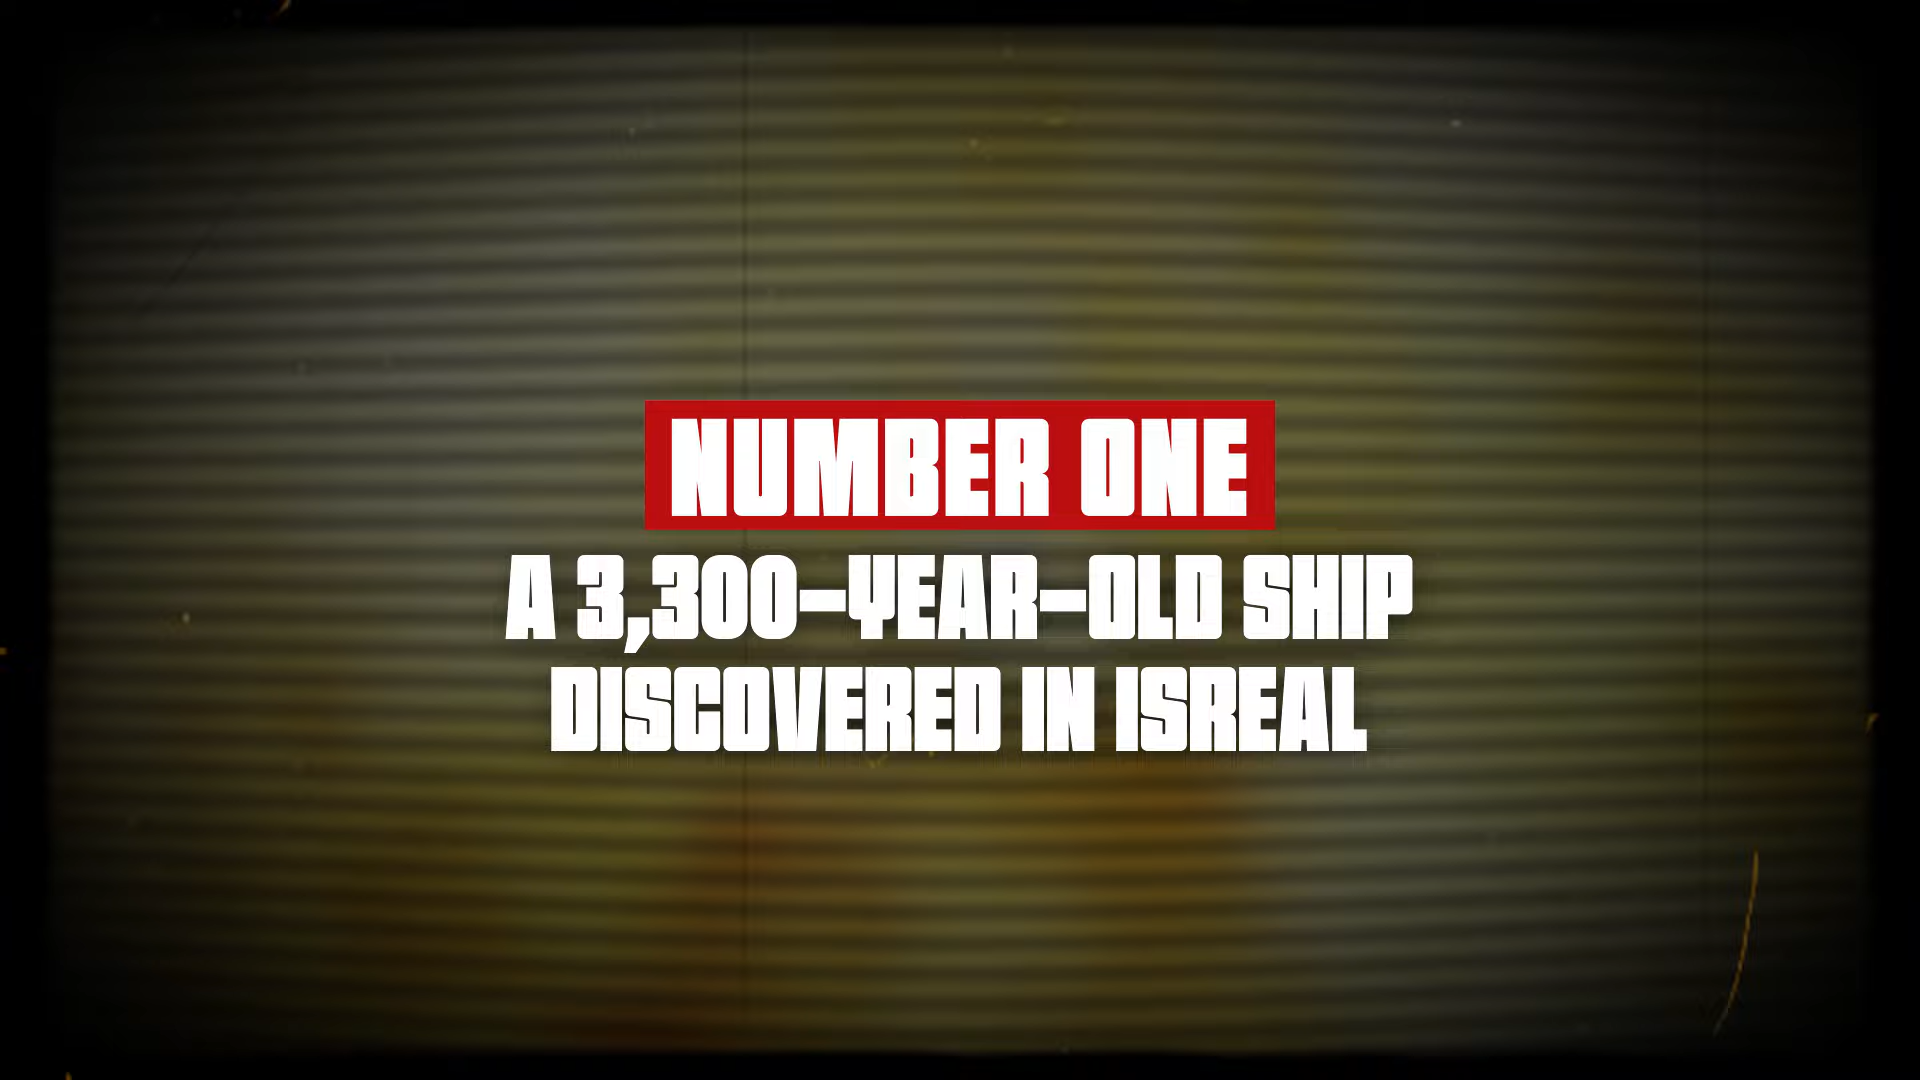 NUMBER ONE
A 3,300-YEAR-OLD SHIP
DISCOVERED IN ISREAL